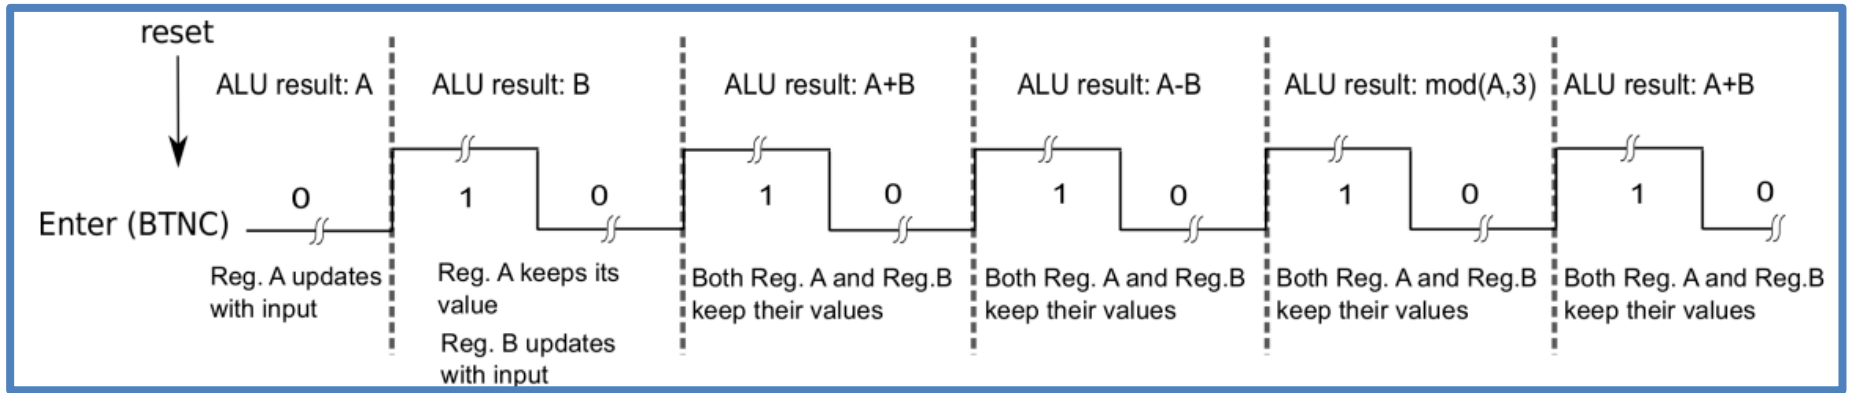 reset
ALU result: A
ALU result: B
ALU result: A+B
ALU result: A-B
ALU result: mod(A,3)
ALU result: A+B
Enter (BTNC)
0
1
0
1
0
1
0
1
0
1
0
Reg. A updates
with input
Reg. A keeps its
value
Reg. B updates
with input
Both Reg. A and Reg.B
keep their values
Both Reg. A and Reg.B
keep their values
Both Reg. A and Reg.B
keep their values
Both Reg. A and Reg.B
keep their values